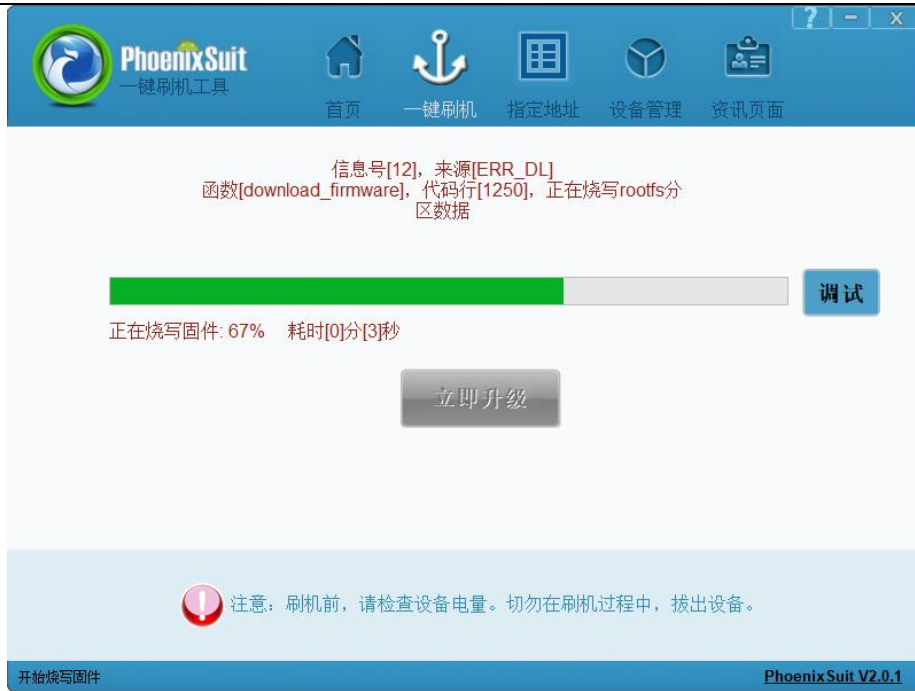 ? - X
PhoenixSuit
一键刷机工具
首页 一键刷机 指定地址 设备管理 资讯页面
信息号[12]，来源[ERR_DL]
函数[download_firmware]，代码行[1250]，正在烧写rootfs分
区数据
调试
正在烧写固件: 67% 耗时[0]分[3]秒
立即升级
注意：刷机前，请检查设备电量。切勿在刷机过程中，拔出设备。
开始烧写固件 PhoenixSuit V2.0.1